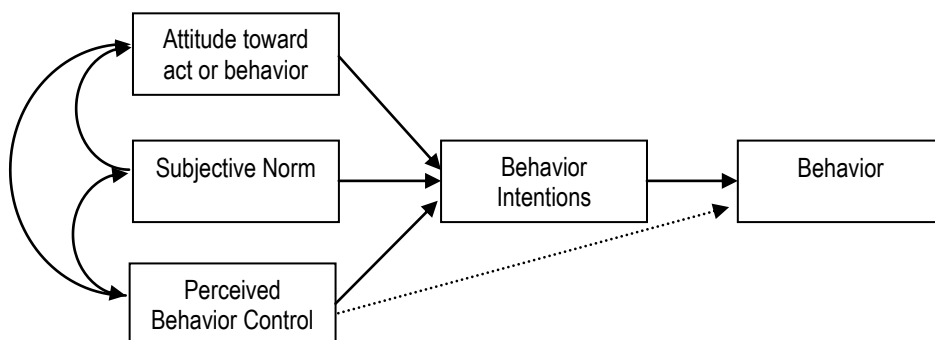 Attitude toward
act or behavior
Subjective Norm
Behavior
Intentions
Behavior
Perceived
Behavior Control